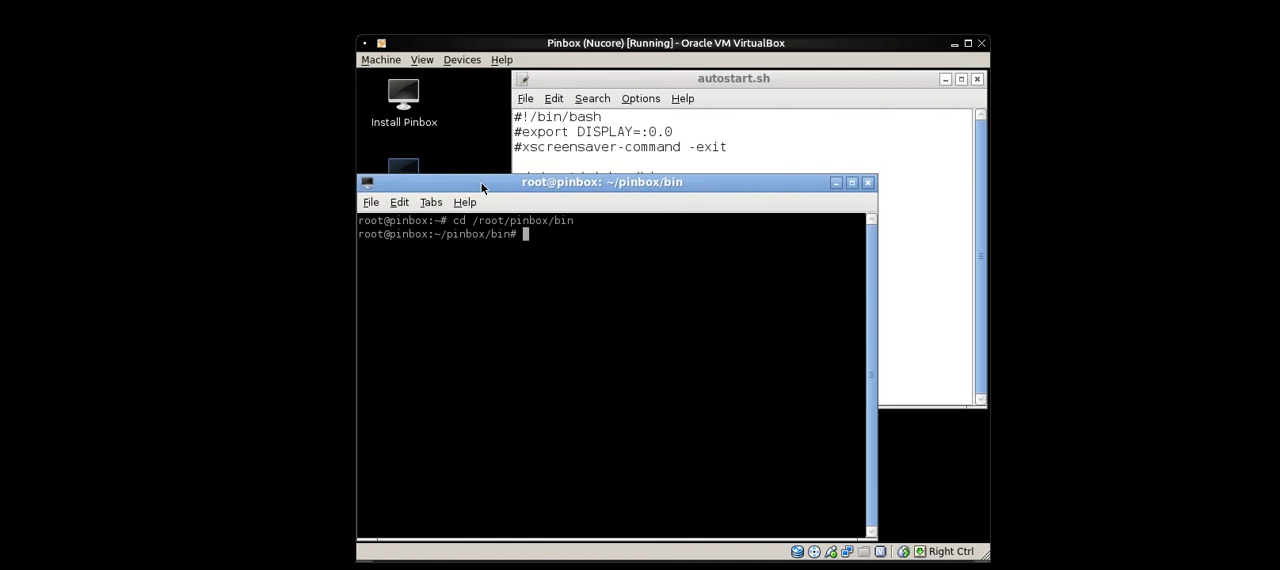 Pinbox (Nucore) [Running] - Oracle VM VirtualBox
Machine View Devices Help
Install Pinbox
autostart.sh
File Edit Search Options Help
#!/bin/bash
#export DISPLAY=:0.0
#xscreensaver-command -exit
root@pinbox: ~/pinbox/bin
File Edit Tabs Help
root@pinbox:~# cd /root/pinbox/bin
root@pinbox:~/pinbox/bin#
Right Ctrl